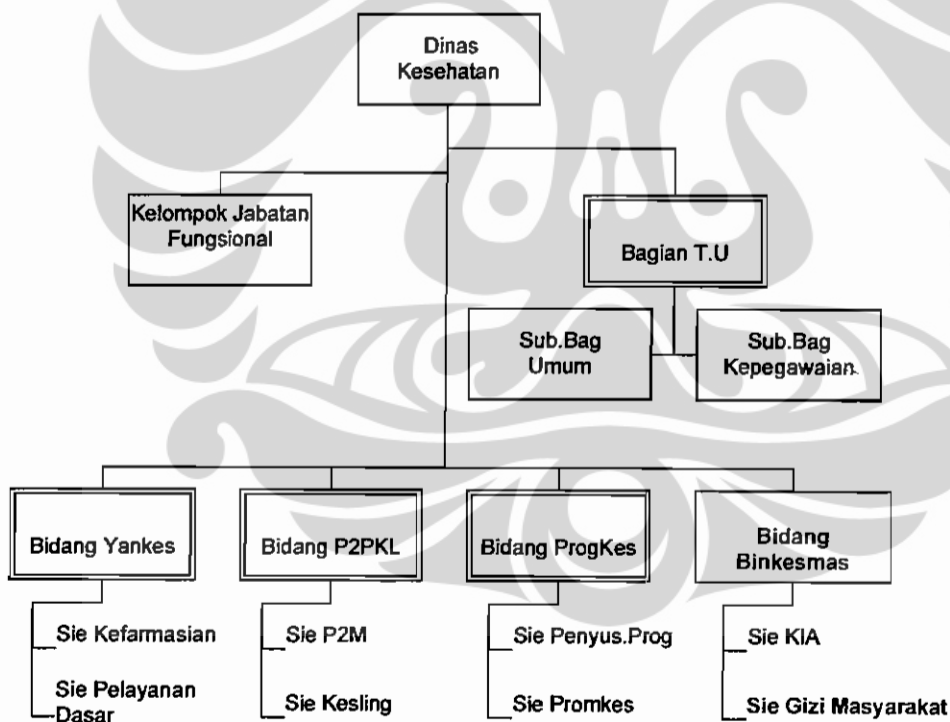 Dinas
Kesehatan
Kelompok Jabatan
Fungsional
Bagian T.U
Sub.Bag
Umum
Sub.Bag
Kepegawaian
Bidang Yankes
Bidang P2PKL
Bidang ProgKes
Bidang
Binkesmas
Sie Kefarmasian
Sie P2M
Sie Penyus.Prog
Sie KIA
Sie Pelayanan
Dasar
Sie Kesling
Sie Promkes
Sie Gizi Masyarakat